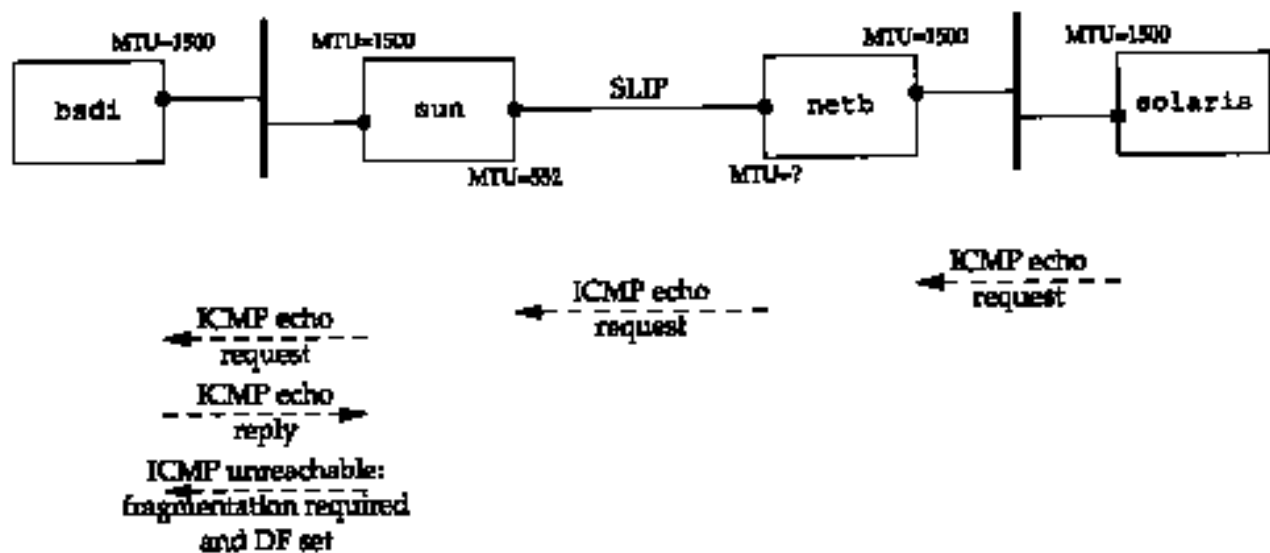 MTU=1500
MTU=1500
MTU=1500
MTU=1500
bsdi
sun
SLIP
netb
solaris
MTU=552
MTU=?
ICMP echo
request
ICMP echo
request
ICMP echo
request
ICMP echo
reply
ICMP unreachable:
fragmentation required
and DF set